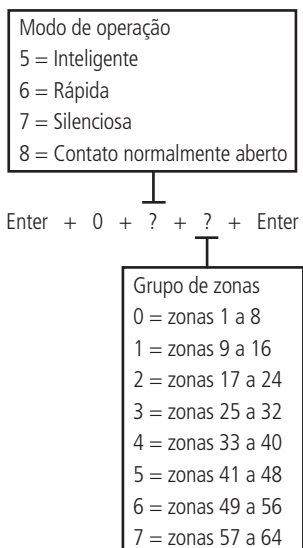 Modo de operação
5 = Inteligente
6 = Rápida
7 = Silenciosa
8 = Contato normalmente aberto
Enter + 0 + ? + ? + Enter
Grupo de zonas
0 = zonas 1 a 8
1 = zonas 9 a 16
2 = zonas 17 a 24
3 = zonas 25 a 32
4 = zonas 33 a 40
5 = zonas 41 a 48
6 = zonas 49 a 56
7 = zonas 57 a 64